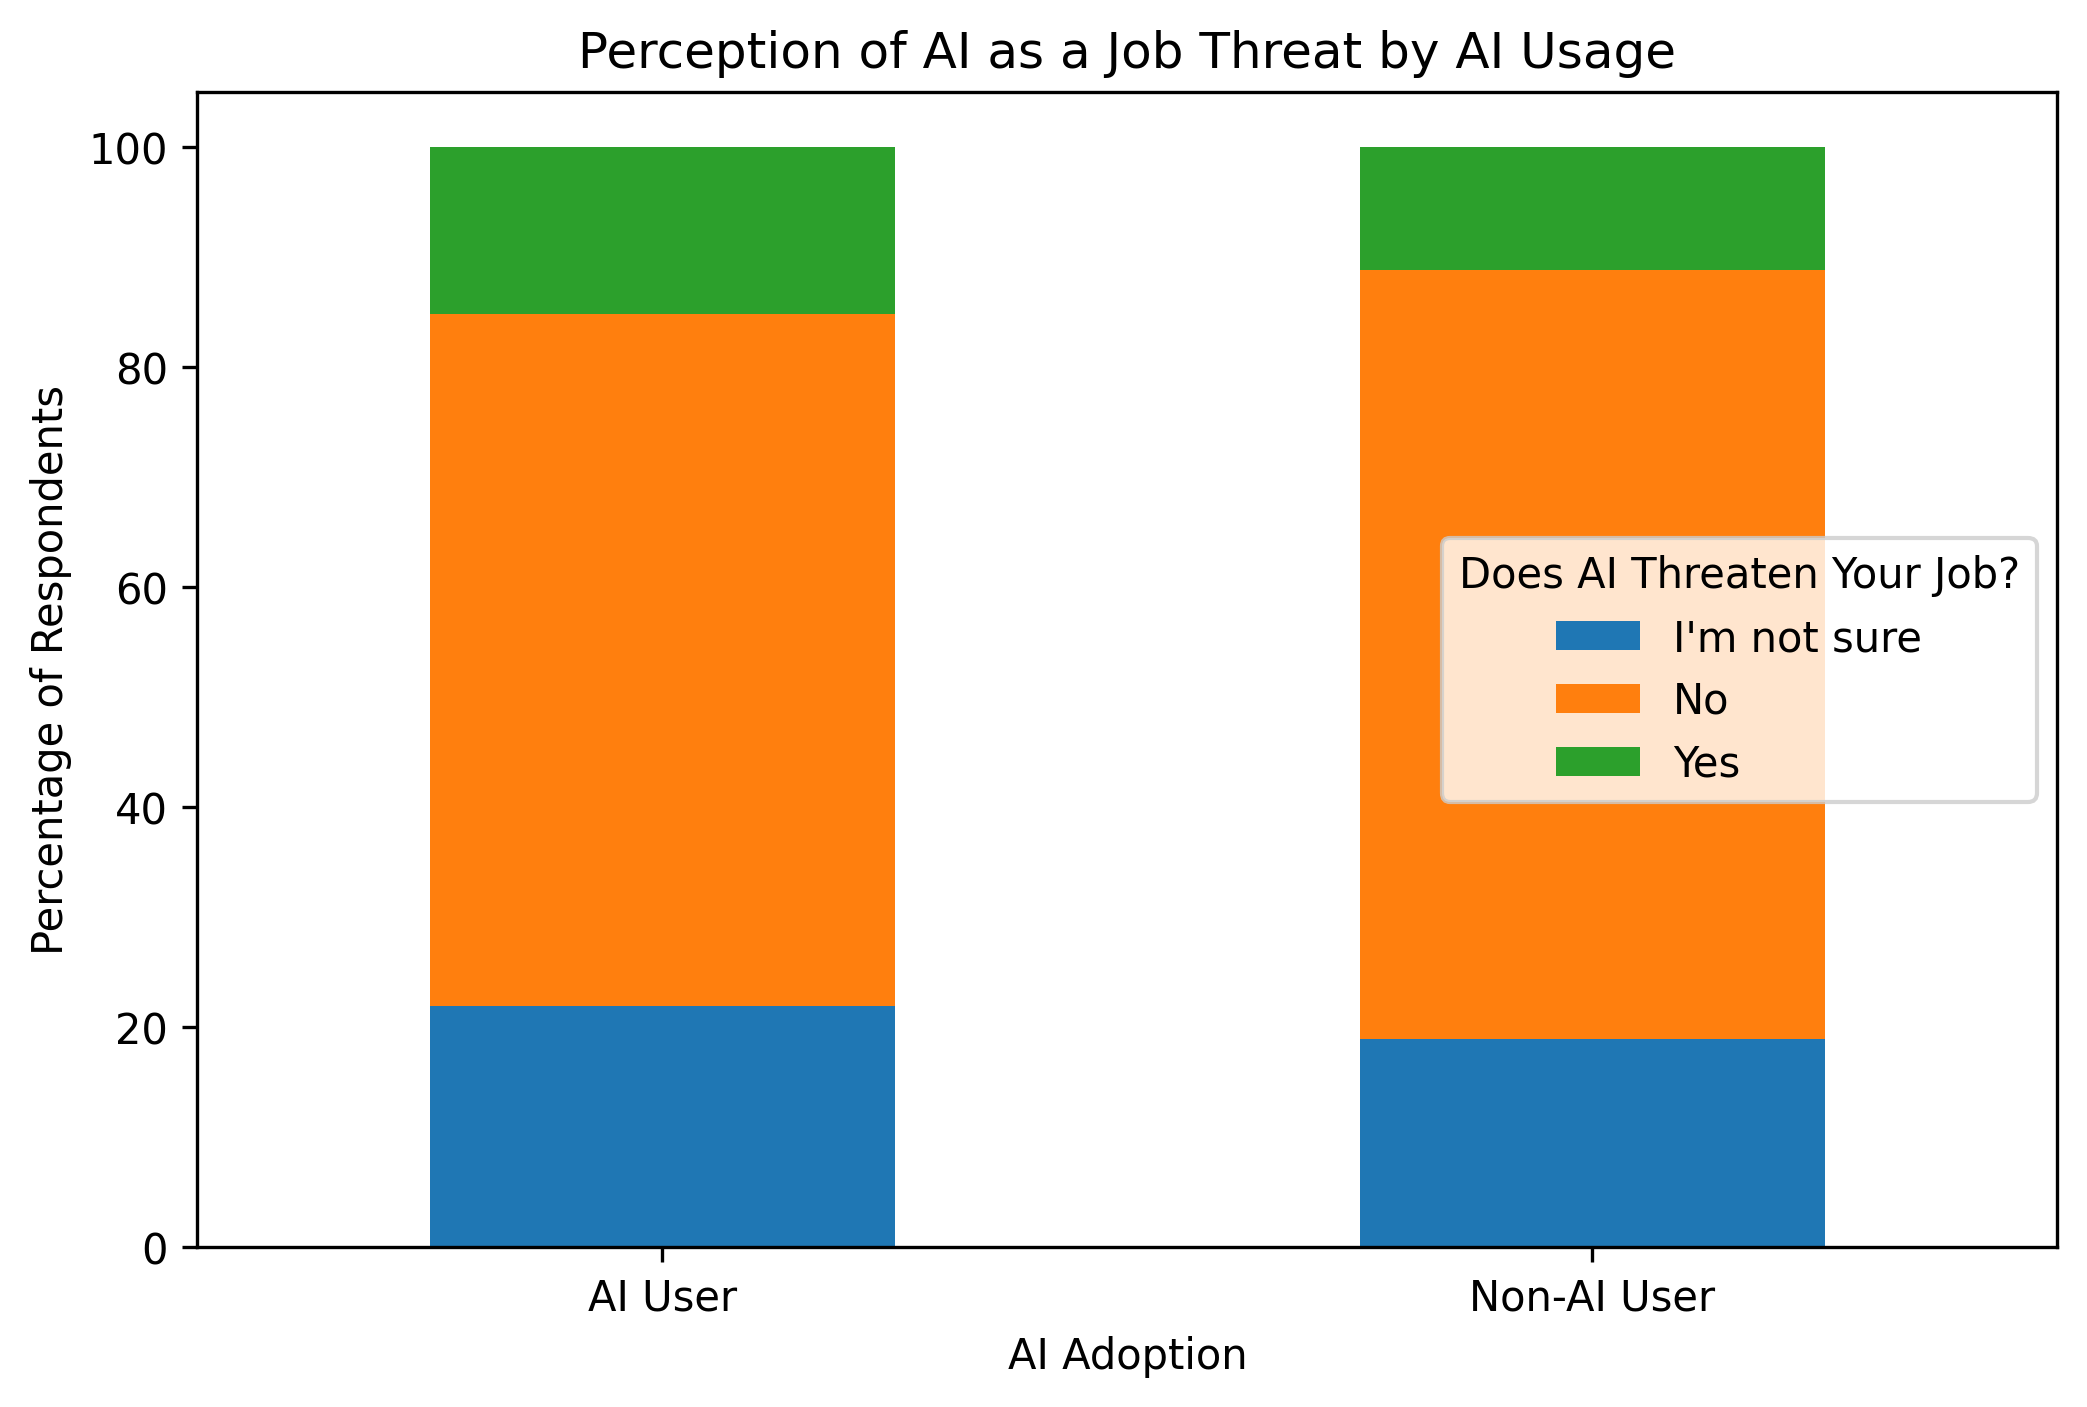 Perception of AI as a Job Threat by AI Usage
Percentage of Respondents
100
80
60
40
20
0
Does AI Threaten Your Job?
I'm not sure
No
Yes
AI User
Non-AI User
AI Adoption